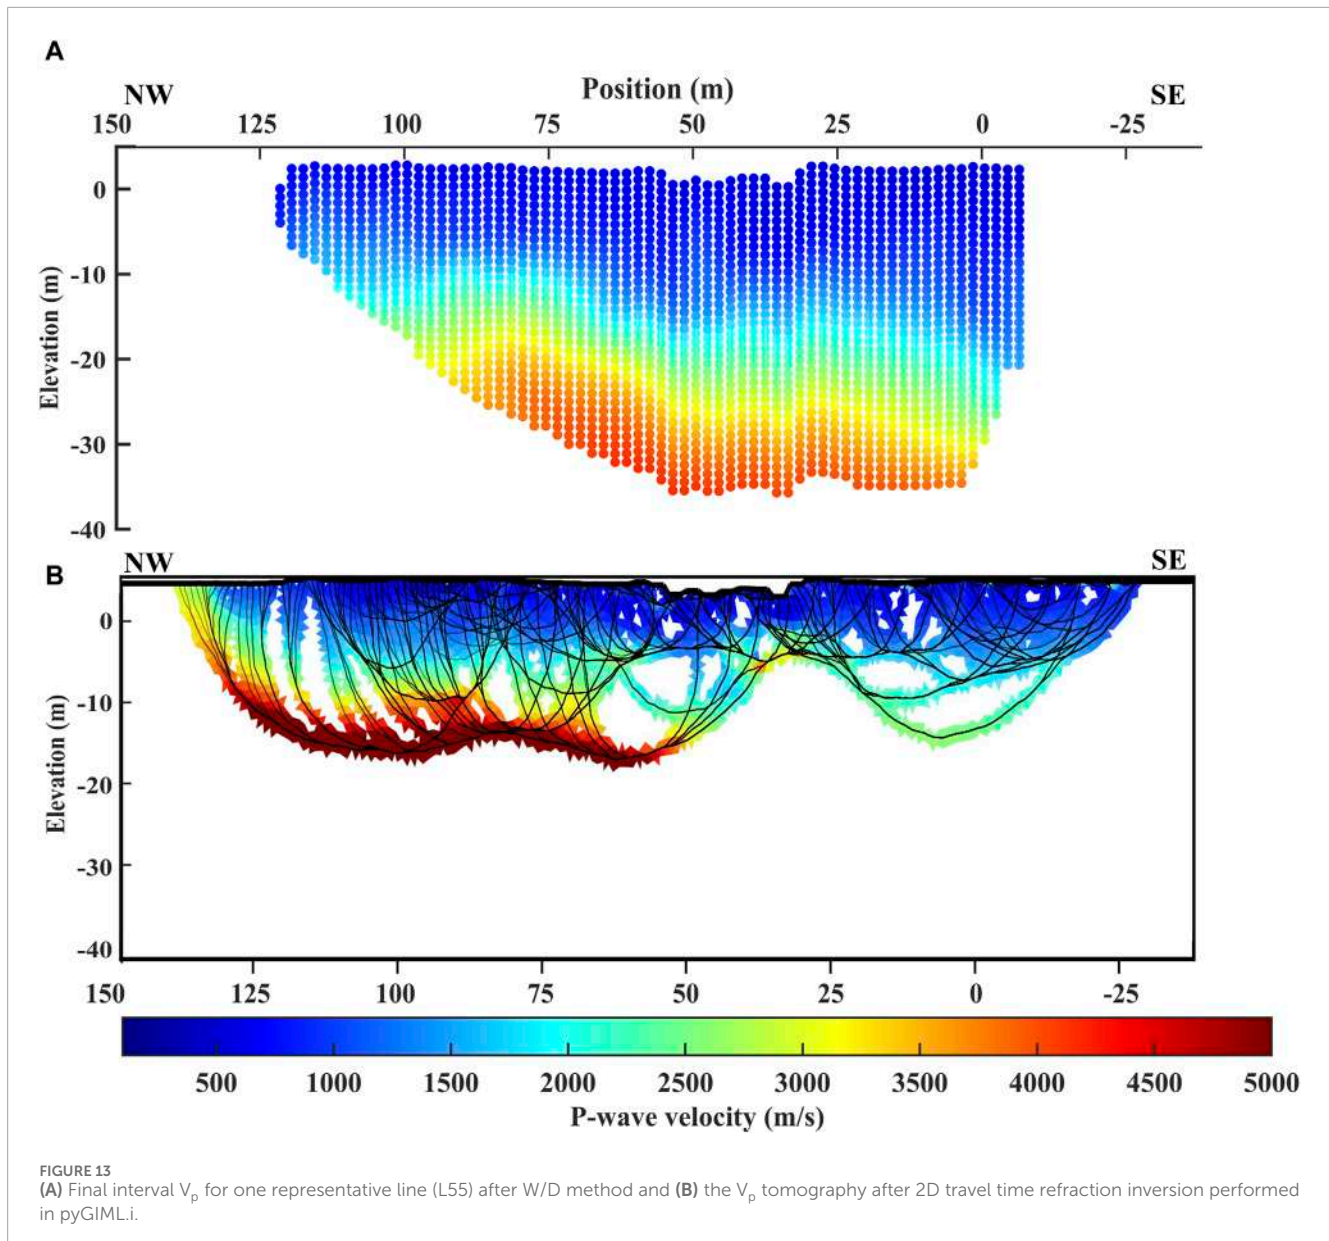 A
Position (m)
NW
SE
150 125 100 75 50 25 0 -25
0
-10
-20
-30
-40
Elevation (m)
B
NW
SE
0
-10
-20
-30
-40
Elevation (m)
150 125 100 75 50 25 0 -25
500 1000 1500 2000 2500 3000 3500 4000 4500 5000
P-wave velocity (m/s)
FIGURE 13
(A) Final interval Vp for one representative line (L55) after W/D method and (B) the Vp tomography after 2D travel time refraction inversion performed
in pyGIML.i.